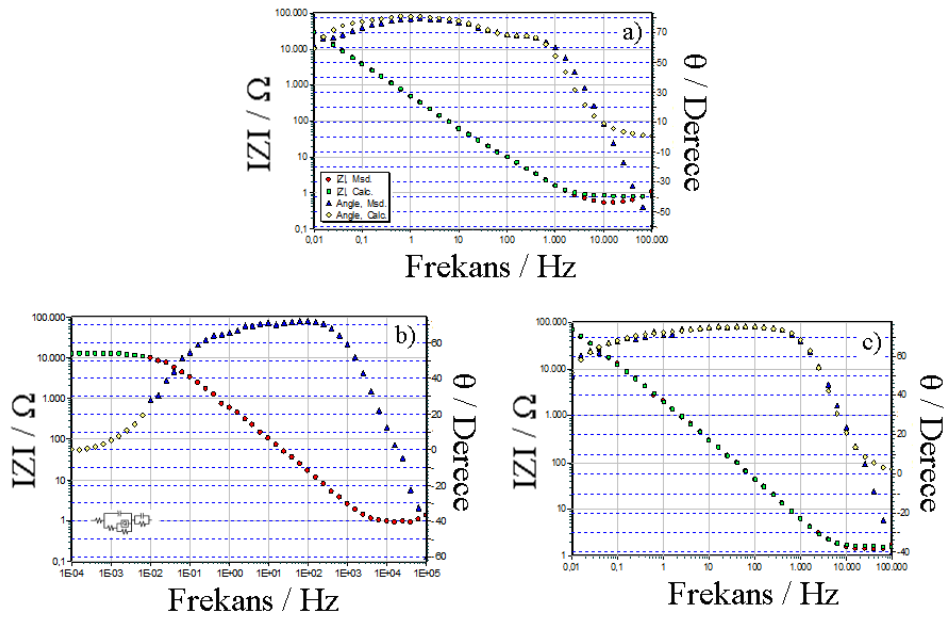 a)
IZI / Ω
100.000
10.000
1.000
100
10
1
0,1
IZI, Msd.
IZI, Calc.
Angle, Msd.
Angle, Calc.
0,01 0,1 1 10 100 1.000 10.000 100.000
70
60
50
40
30
20
10
0
-10
-20
-30
-40
-50
θ / Derece
Frekans / Hz
b)
IZI / Ω
100.000
10.000
1.000
100
10
1
0,1
1E-04 1E-03 1E-02 1E-01 1E+00 1E+01 1E+02 1E+03 1E+04 1E+05
60
40
20
0
-20
-40
-60
θ / Derece
Frekans / Hz
c)
IZI / Ω
100.000
10.000
1.000
100
10
1
0,01 0,1 1 10 100 1.000 10.000 100.000
60
40
20
0
-20
-40
θ / Derece
Frekans / Hz